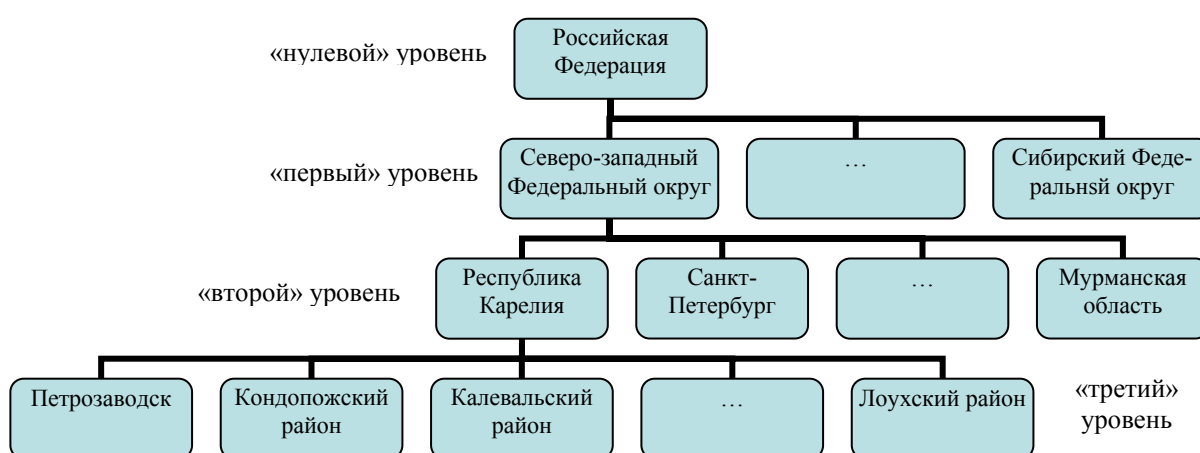 «нулевой» уровень
Российская
Федерация
«первый» уровень
Северо-западный
Федеральный округ
…
Сибирский Феде-
ральнsй округ
«второй» уровень
Республика
Карелия
Санкт-
Петербург
…
Мурманская
область
Петрозаводск
Кондопожский
район
Калевальский
район
…
Лоухский район
«третий»
уровень